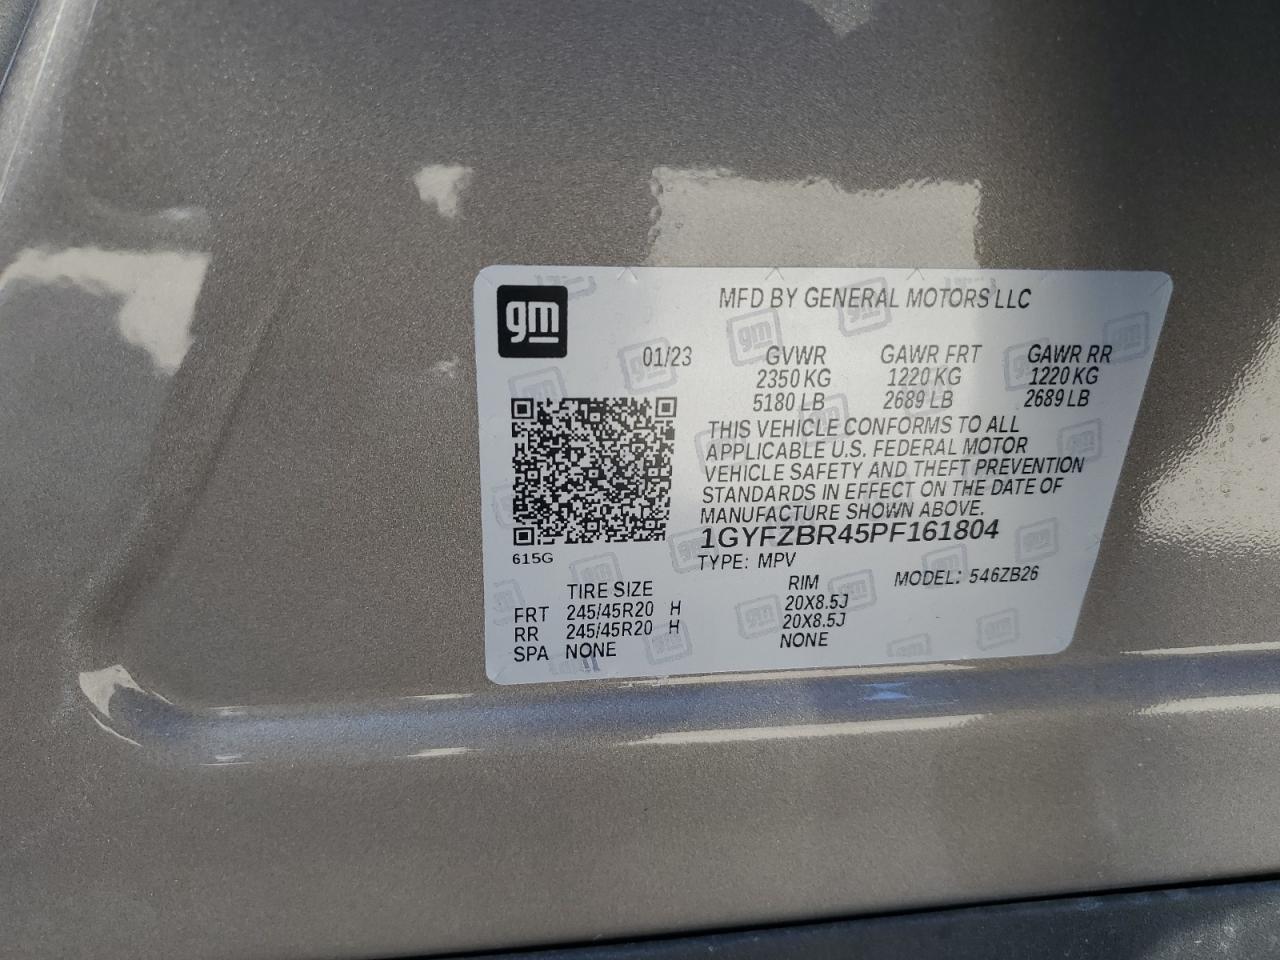 gm
MFD BY GENERAL MOTORS LLC
01/23 GVWR GAWR FRT GAWR RR
2350 KG 1220 KG 1220 KG
5180 LB 2689 LB 2689 LB
THIS VEHICLE CONFORMS TO ALL
APPLICABLE U.S. FEDERAL MOTOR
VEHICLE SAFETY AND THEFT PREVENTION
STANDARDS IN EFFECT ON THE DATE OF
MANUFACTURE SHOWN ABOVE.
1GYFZBR45PF161804
615G
TYPE: MPV MODEL: 546ZB26
TIRE SIZE RIM
FRT 245/45R20 H 20X8.5J
RR 245/45R20 H 20X8.5J
SPA NONE NONE